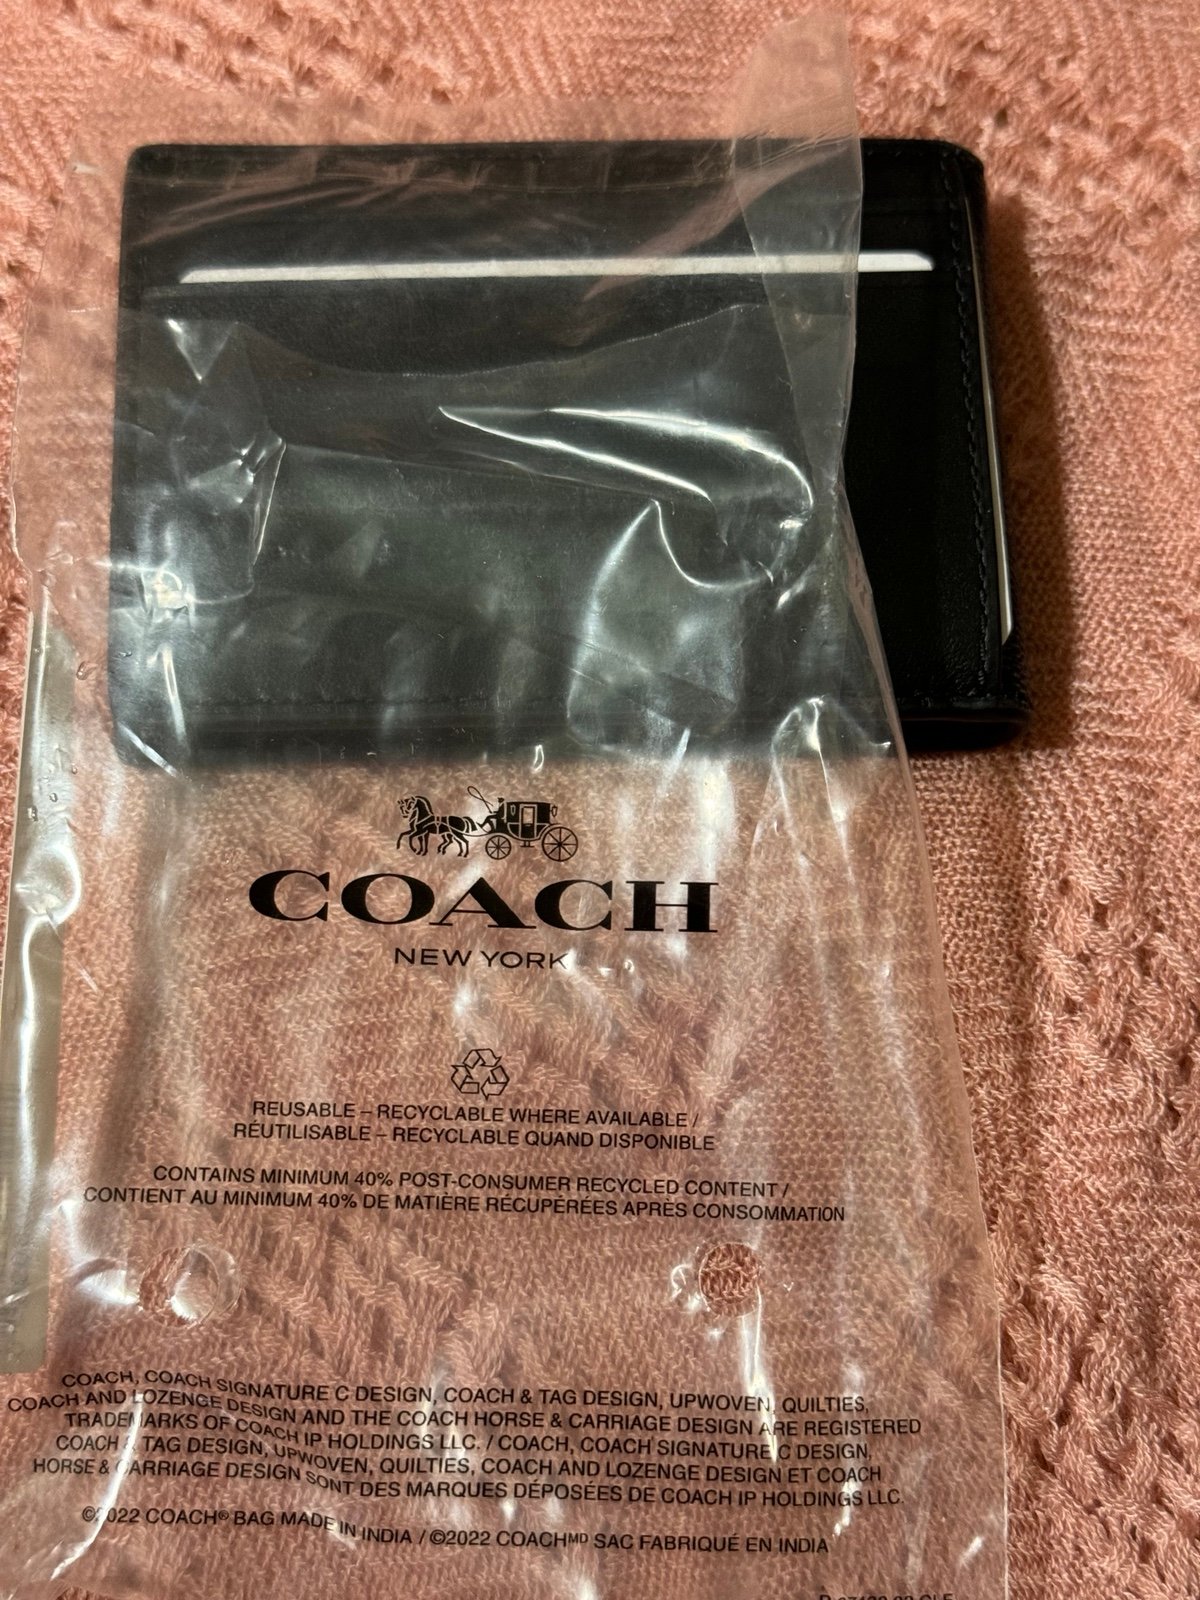 COACH
NEW YORK
REUSABLE – RECYCLABLE WHERE AVAILABLE /
RÉUTILISABLE – RECYCLABLE QUAND DISPONIBLE
CONTAINS MINIMUM 40% POST-CONSUMER RECYCLED CONTENT /
CONTIENT AU MINIMUM 40% DE MATIÈRE RÉCUPÉRÉES APRÈS CONSOMMATION
COACH, COACH SIGNATURE C DESIGN, COACH & TAG DESIGN, UPWOVEN, QUILTIES,
COACH AND LOZENGE DESIGN AND THE COACH HORSE & CARRIAGE DESIGN ARE REGISTERED
TRADEMARKS OF COACH IP HOLDINGS LLC. / COACH, COACH SIGNATURE C DESIGN,
COACH & TAG DESIGN, UPWOVEN, QUILTIES, COACH AND LOZENGE DESIGN ET COACH
HORSE & CARRIAGE DESIGN SONT DES MARQUES DÉPOSÉES DE COACH IP HOLDINGS LLC.
©2022 COACH® BAG MADE IN INDIA / ©2022 COACHMD SAC FABRIQUÉ EN INDIA